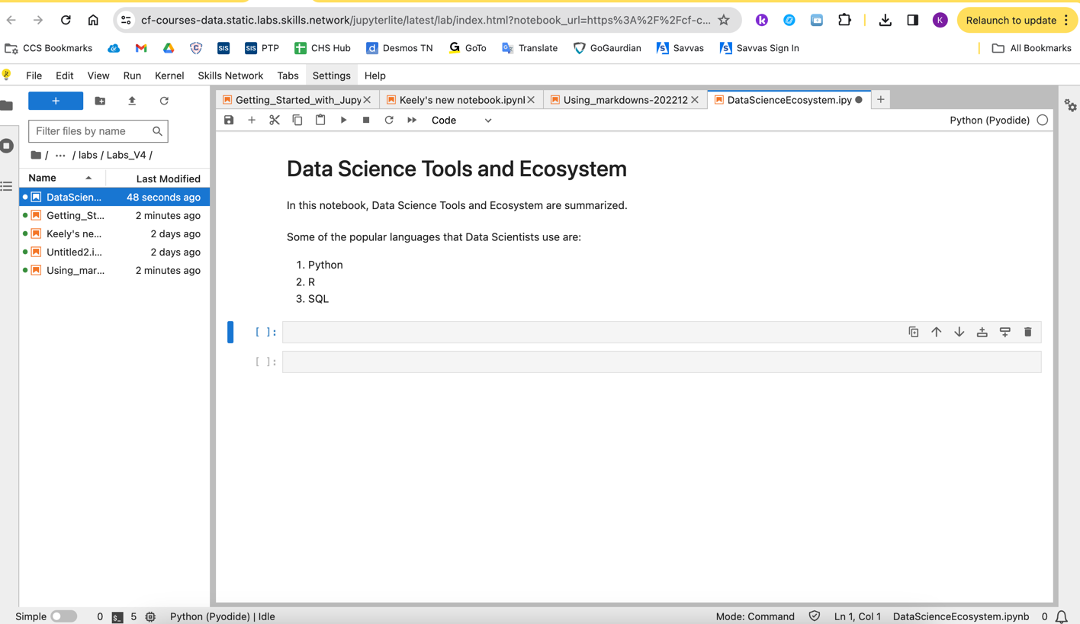 cf-courses-data.static.labs.skills.network/jupyterlite/latest/lab/index.html?notebook_url=https%3A%2F%2Fcf-c...
K
Relaunch to update
CCS Bookmarks
SIS
SIS PTP
CHS Hub
d Desmos TN
G GoTo
Translate
GoGaurdian
Savvas
Savvas Sign In
All Bookmarks
File Edit View Run Kernel Skills Network Tabs Settings Help
+
Getting_Started_with_Jupy
Keely's new notebook.ipynl
Using_markdowns-202212
DataScienceEcosystem.ipy
+
Filter files by name
Code
Python (Pyodide)
/ ... / labs / Labs_V4 /
Name Last Modified
DataScien... 48 seconds ago
Getting_St... 2 minutes ago
Keely's ne... 2 days ago
Untitled2.i... 2 days ago
Using_mar... 2 minutes ago
Data Science Tools and Ecosystem
In this notebook, Data Science Tools and Ecosystem are summarized.
Some of the popular languages that Data Scientists use are:
1. Python
2. R
3. SQL
[ ]:
[ ]:
Simple 0 5 Python (Pyodide) | Idle Mode: Command Ln 1, Col 1 DataScienceEcosystem.ipynb 0